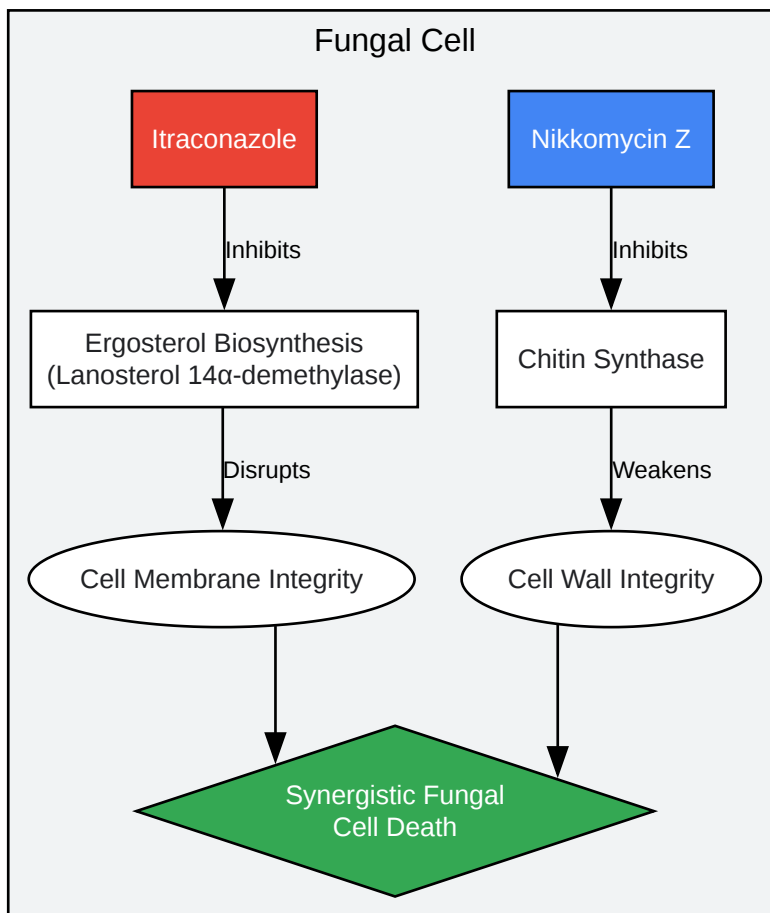 Fungal Cell
Itraconazole
Nikkomycin Z
Inhibits
Inhibits
Ergosterol Biosynthesis
(Lanosterol 14α-demethylase)
Chitin Synthase
Disrupts
Weakens
Cell Membrane Integrity
Cell Wall Integrity
Synergistic Fungal
Cell Death